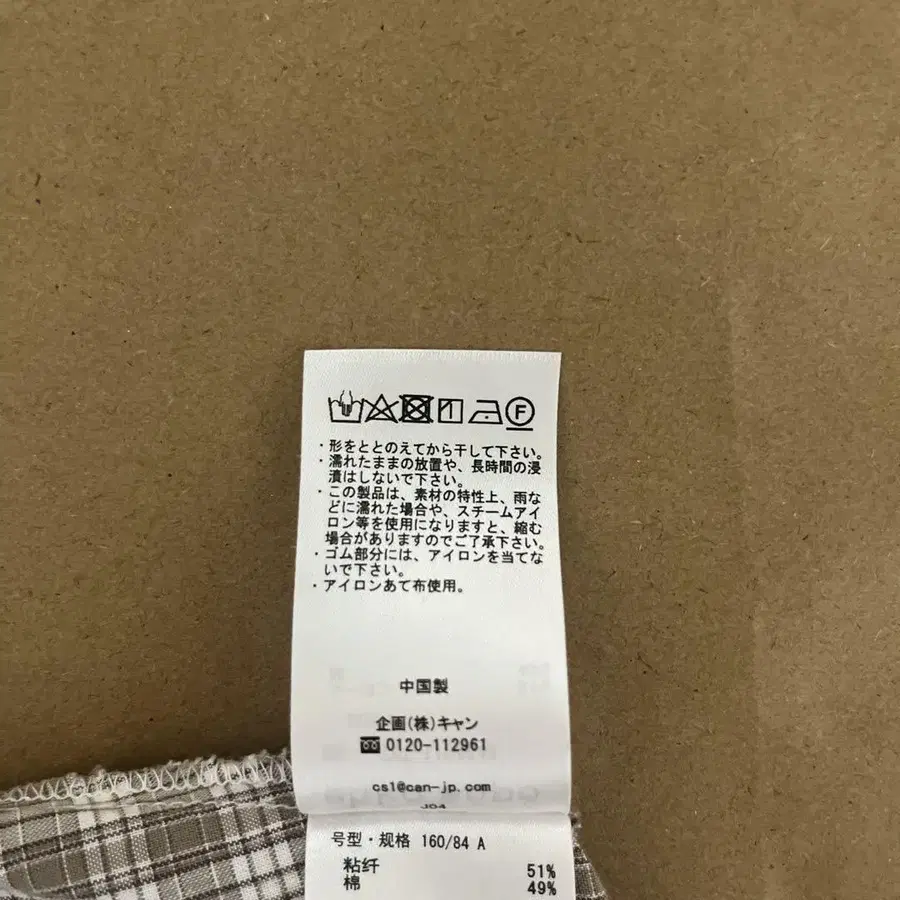 ・形をととのえてから干して下さい。
・濡れたままの放置や、長時間の浸
漬はしないで下さい。
・この製品は、素材の特性上、雨な
どに濡れた場合や、スチームアイ
ロン等を使用になりますと、縮む
場合がありますのでご了承下さい。
・ゴム部分には、アイロンを当てな
いで下さい。
・アイロンあて布使用。
中国製
企画(株)キャン
0120-112961
cs1@can-jp.com
号型・规格 160/84 A
粘纤 51%
棉 49%